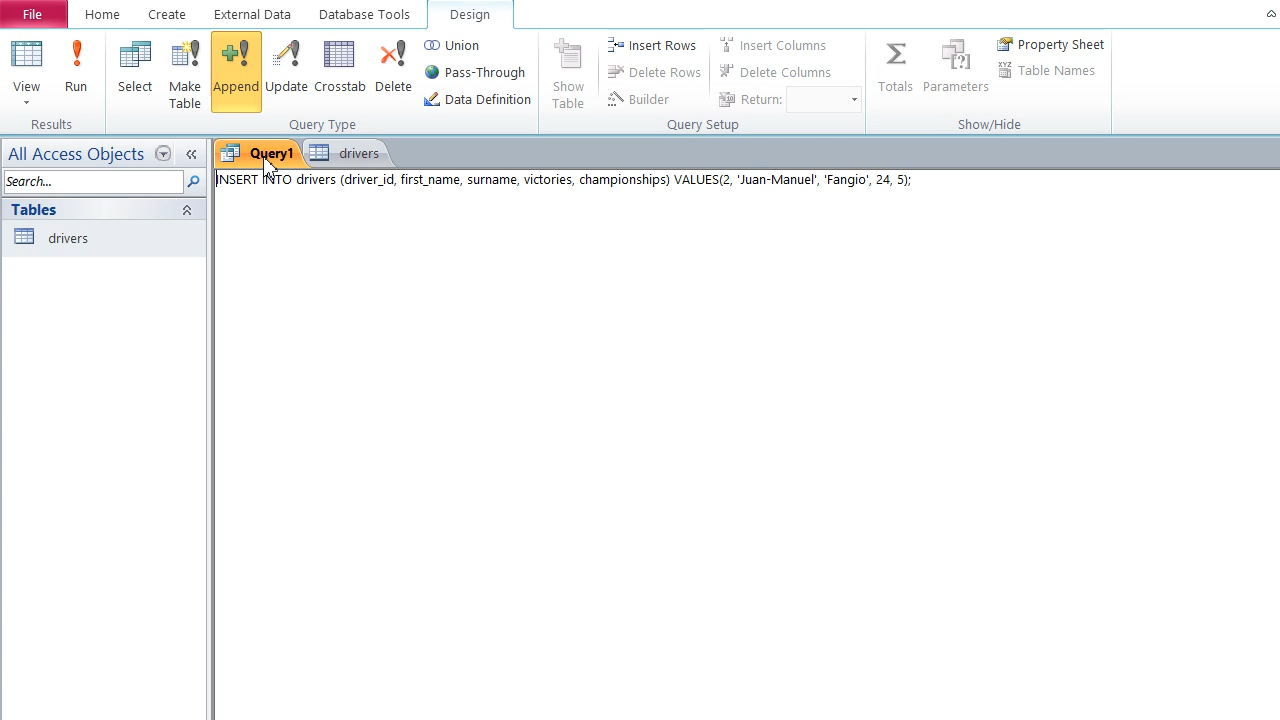 File Home Create External Data Database Tools Design
View Run Select Make Table Append Update Crosstab Delete
Union
Pass-Through
Data Definition
Show Table
Insert Rows
Delete Rows
Builder
Insert Columns
Delete Columns
Return:
Totals Parameters
Property Sheet
Table Names
Results Query Type Query Setup Show/Hide
All Access Objects
Search...
Tables
drivers
Query1 drivers
INSERT INTO drivers (driver_id, first_name, surname, victories, championships) VALUES(2, 'Juan-Manuel', 'Fangio', 24, 5);